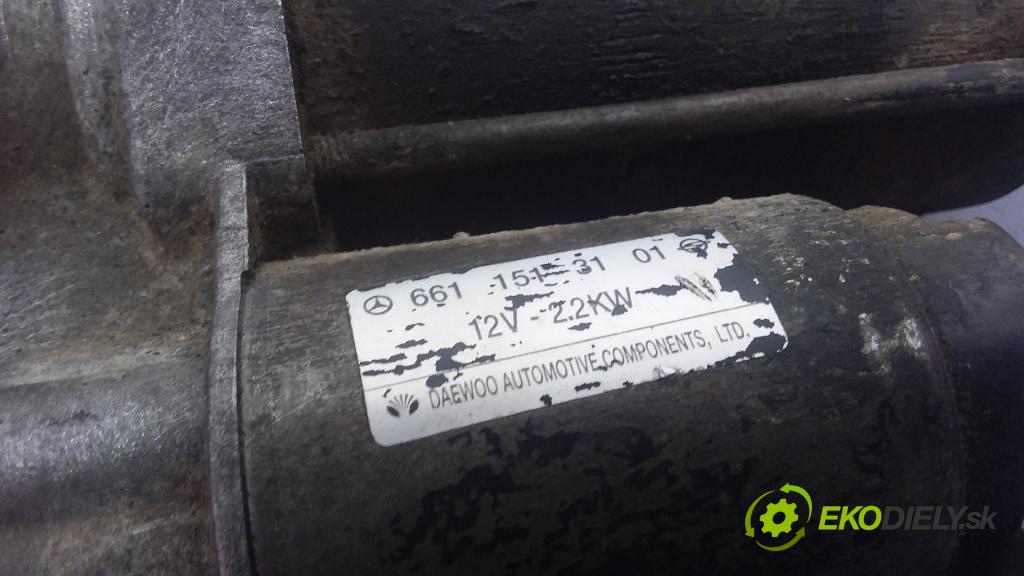 661 151 31 01
12V - 2.2KW
DAEWOO AUTOMOTIVE COMPONENTS, LTD.
EKODIELY.sk